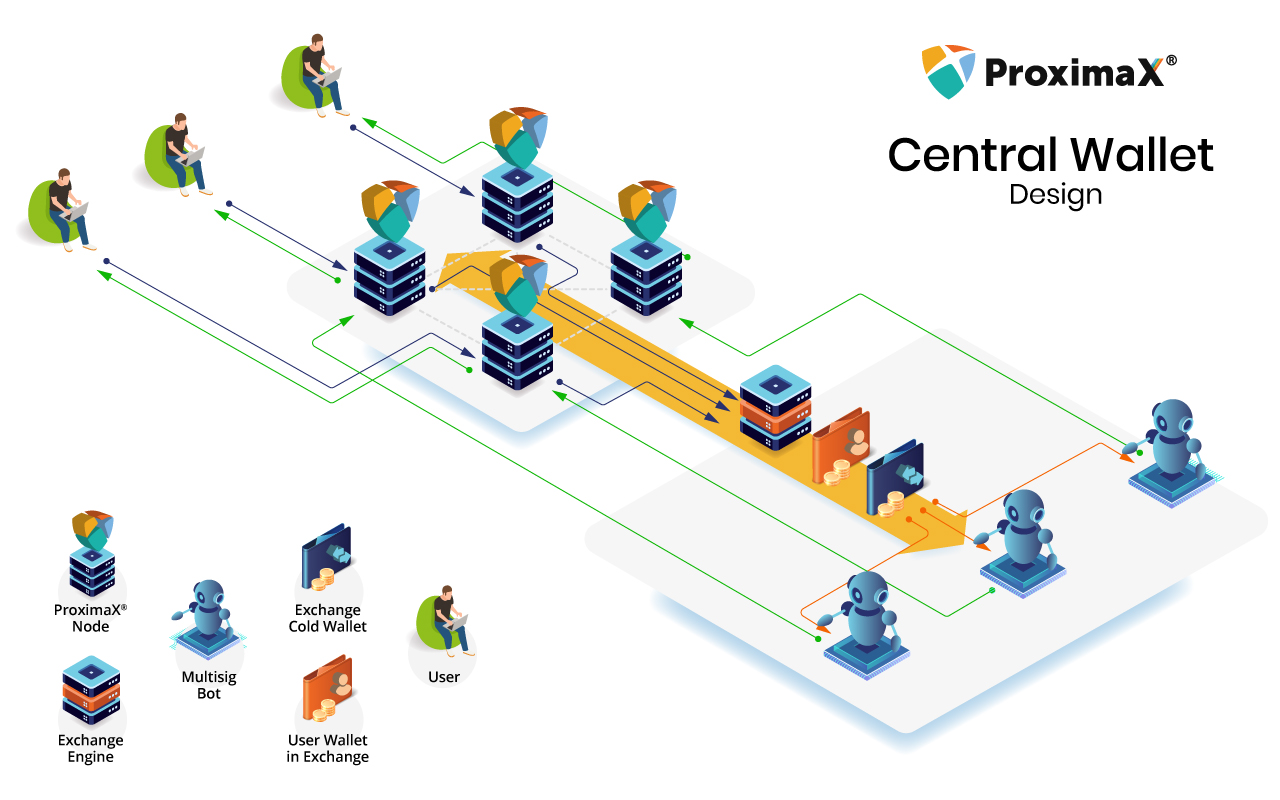 ProximaX®
Central Wallet
Design
ProximaX®
Node
Exchange
Cold Wallet
Multisig
Bot
User
Exchange
Engine
User Wallet
in Exchange